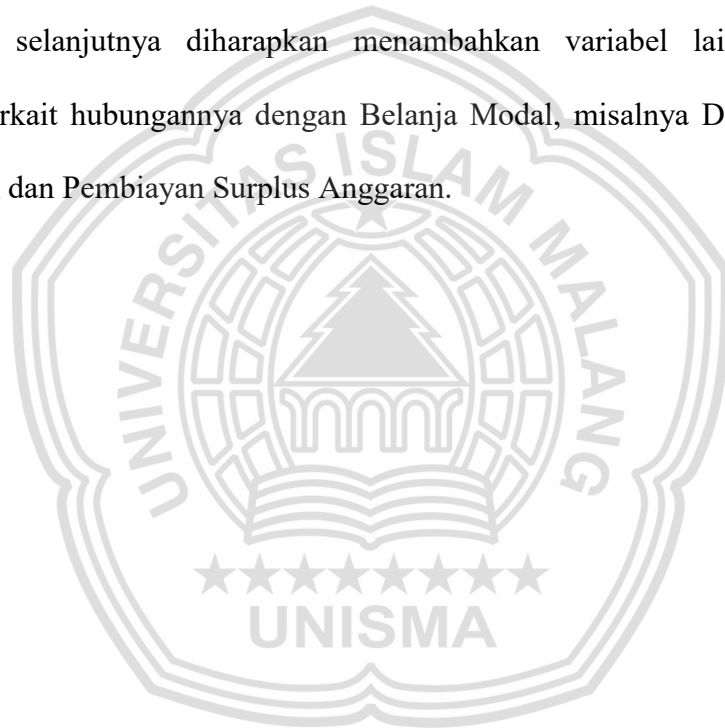 selanjutnya diharapkan menambahkan variabel lai
rkait hubungannya dengan Belanja Modal, misalnya D
dan Pembiayan Surplus Anggaran.
UNIVERSITAS ISLAM MALANG
UNISMA